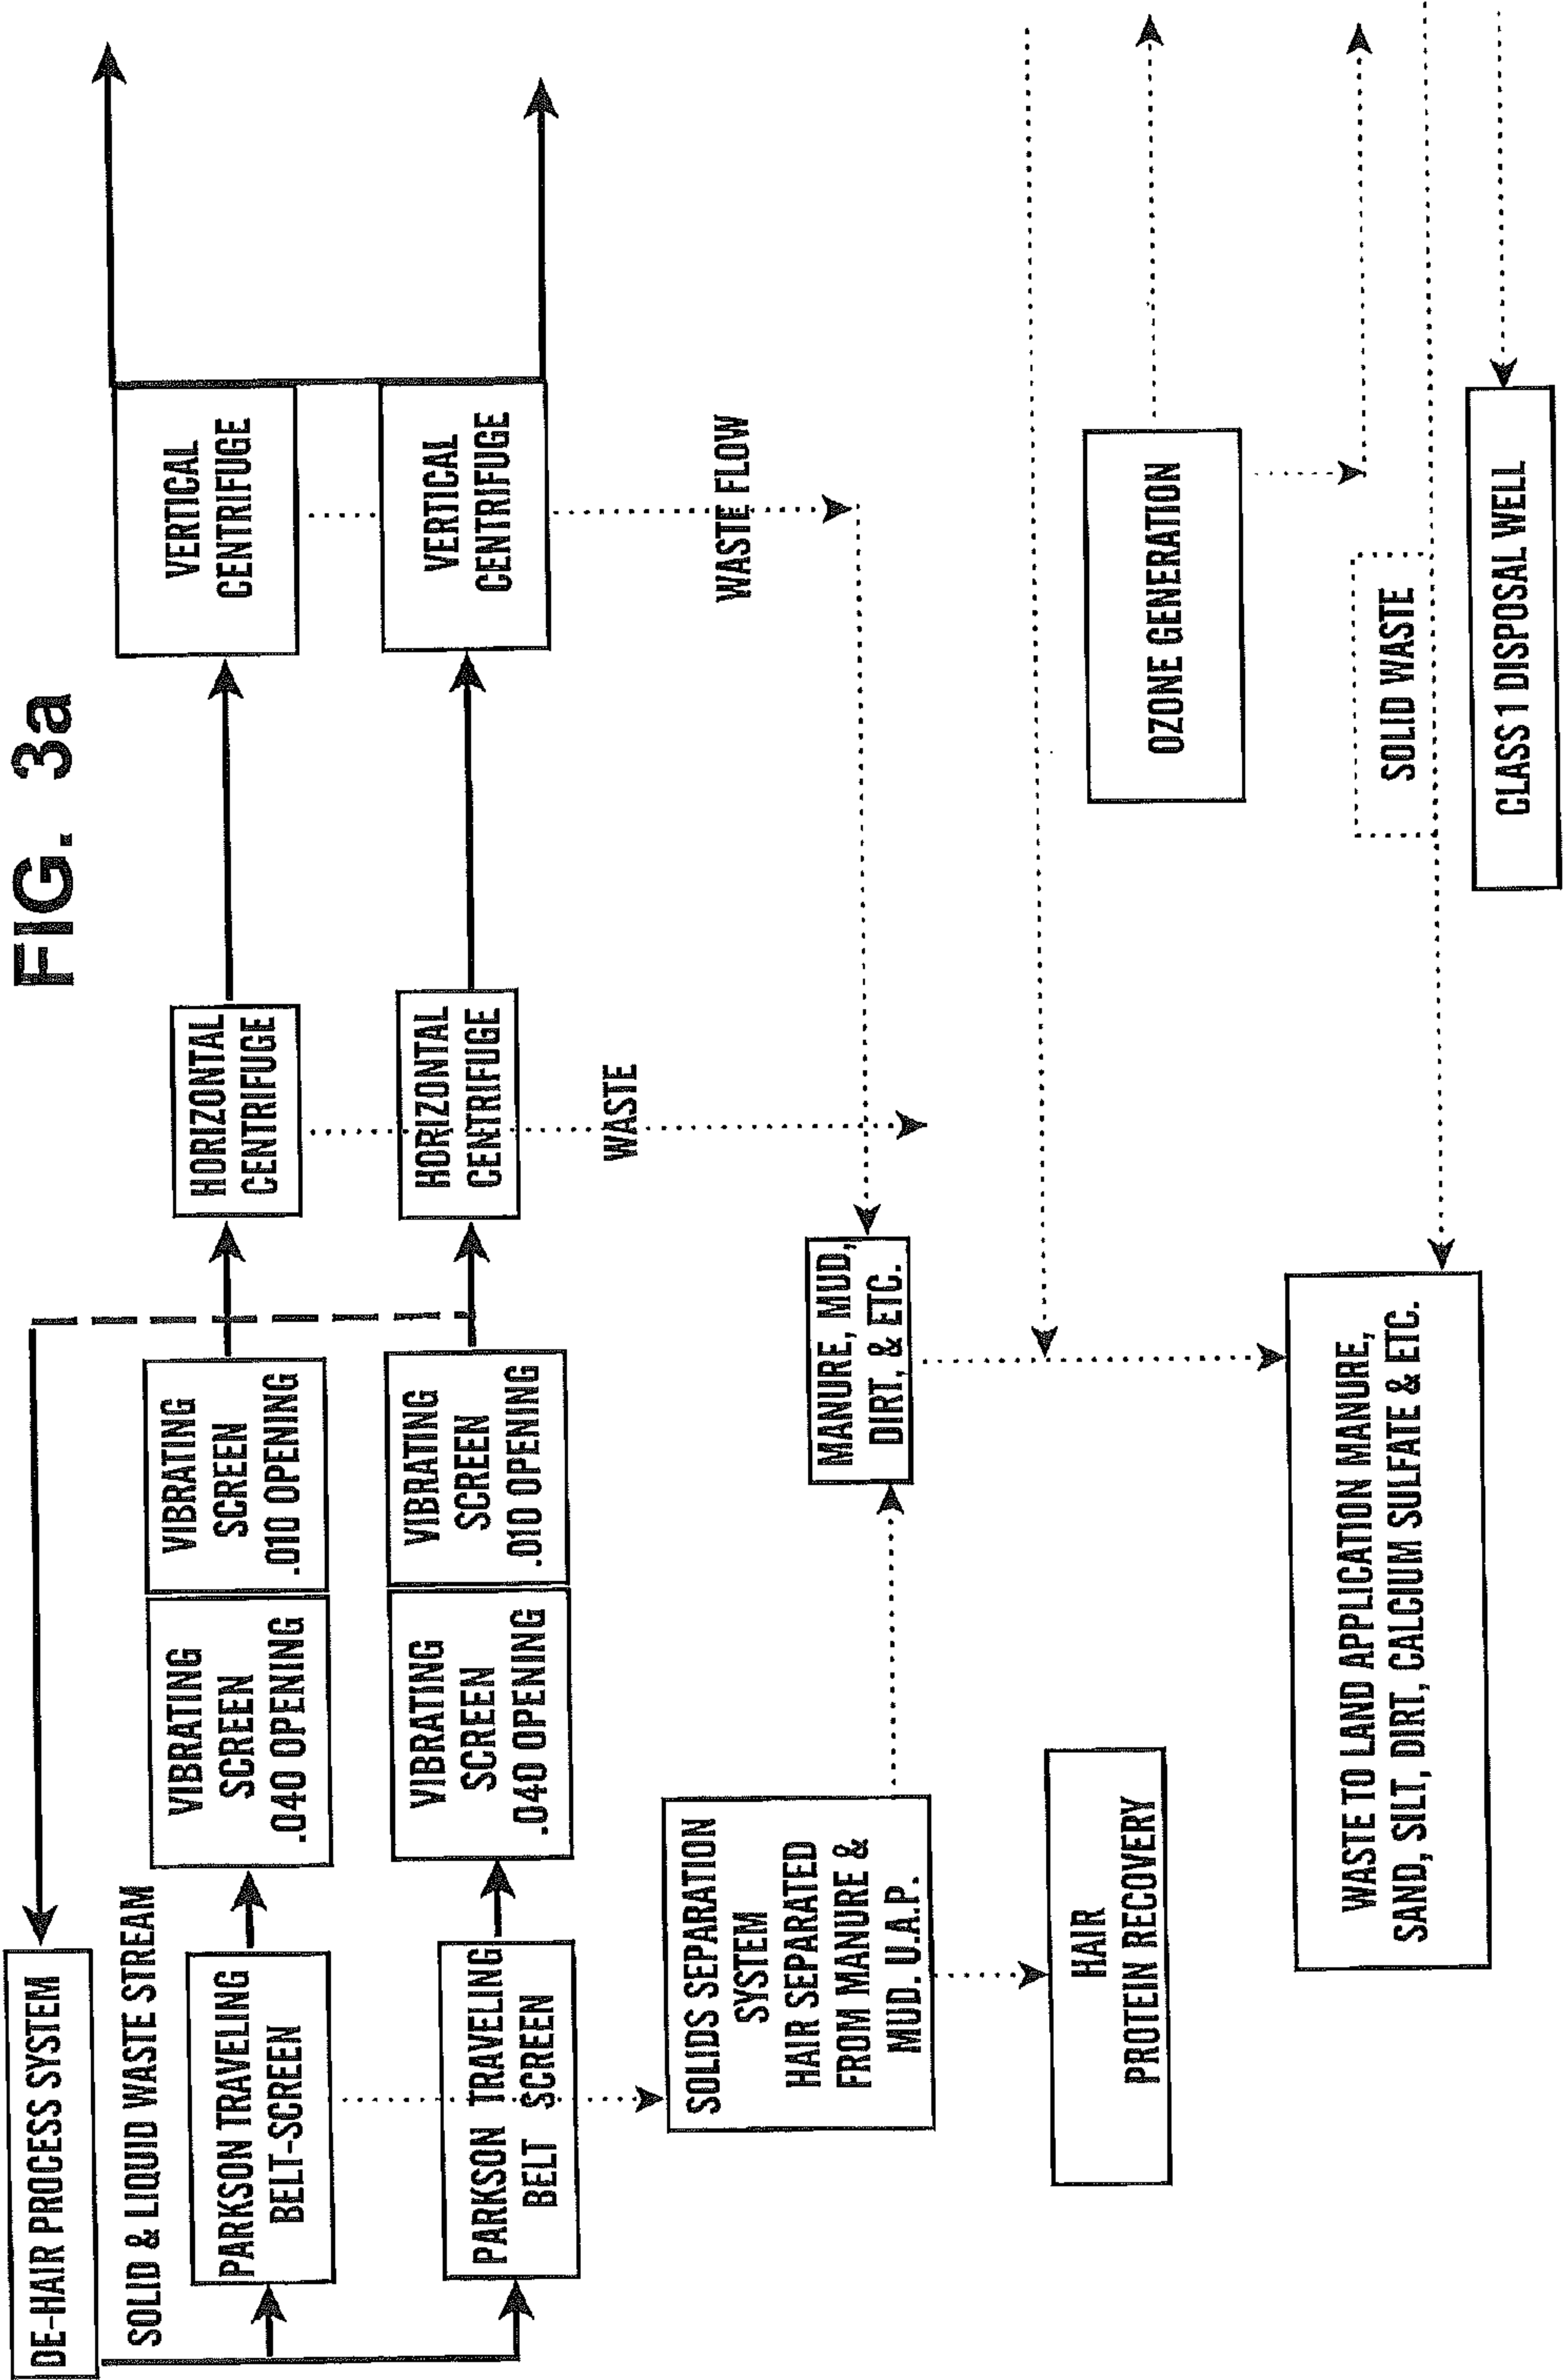 FIG. 3a
DE-HAIR PROCESS SYSTEM
SOLID & LIQUID WASTE STREAM
PARKSON TRAVELING
BELT-SCREEN
VIBRATING
SCREEN
.040 OPENING
VIBRATING
SCREEN
.010 OPENING
HORIZONTAL
CENTRIFUGE
VERTICAL
CENTRIFUGE
PARKSON TRAVELING
BELT SCREEN
VIBRATING
SCREEN
.040 OPENING
VIBRATING
SCREEN
.010 OPENING
HORIZONTAL
CENTRIFUGE
VERTICAL
CENTRIFUGE
WASTE
WASTE FLOW
SOLIDS SEPARATION
SYSTEM
HAIR SEPARATED
FROM MANURE &
MUD. U.A.P.
MANURE, MUD,
DIRT, & ETC.
HAIR
PROTEIN RECOVERY
OZONE GENERATION
WASTE TO LAND APPLICATION MANURE,
SAND, SILT, DIRT, CALCIUM SULFATE & ETC.
SOLID WASTE
CLASS 1 DISPOSAL WELL